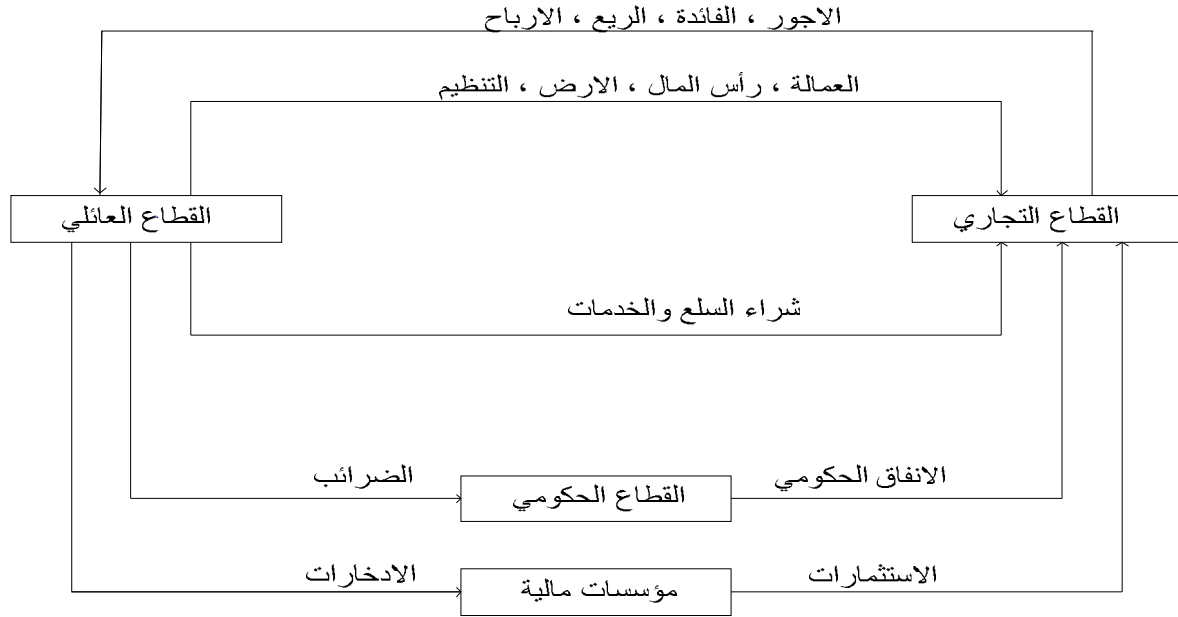 الاجور ، الفائدة ، الريع ، الارباح
العمالة ، رأس المال ، الارض ، التنظيم
القطاع التجاري
القطاع العائلي
شراء السلع والخدمات
الانفاق الحكومي
القطاع الحكومي
الضرائب
الاستثمارات
مؤسسات مالية
الادخارات